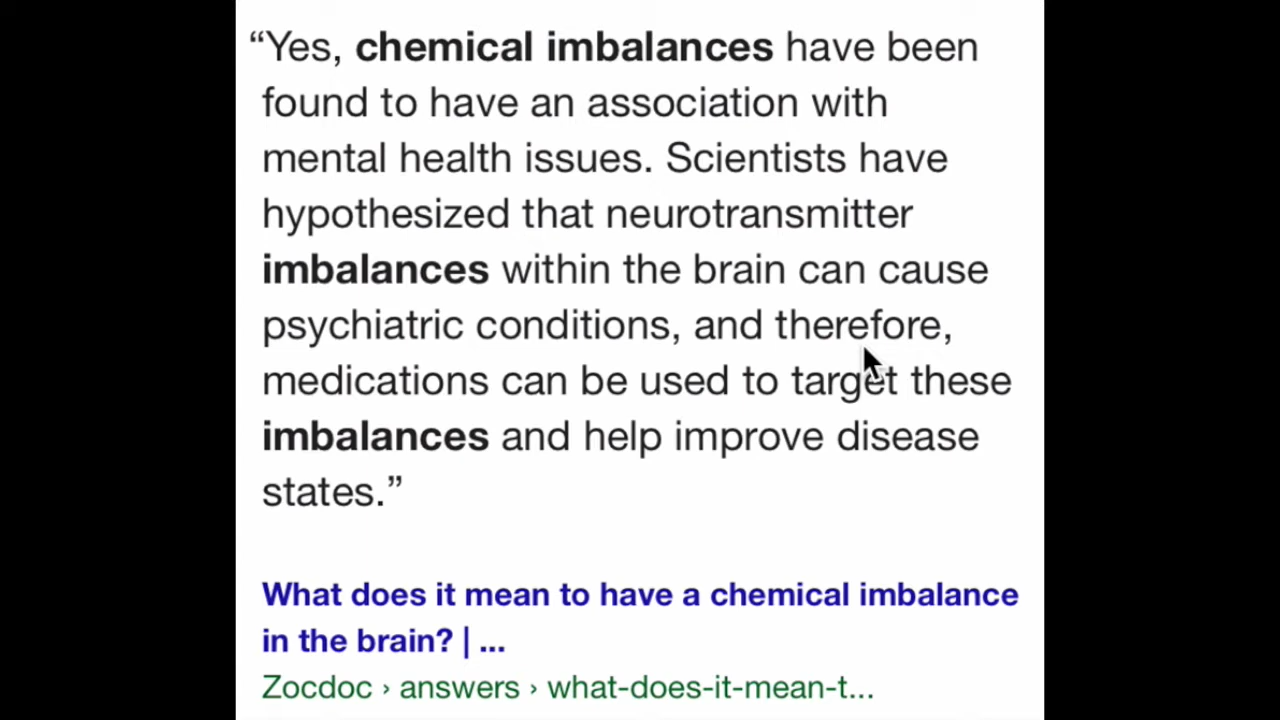 “Yes, chemical imbalances have been
found to have an association with
mental health issues. Scientists have
hypothesized that neurotransmitter
imbalances within the brain can cause
psychiatric conditions, and therefore,
medications can be used to target these
imbalances and help improve disease
states.”
What does it mean to have a chemical imbalance
in the brain? | ...
Zocdoc › answers › what-does-it-mean-t...